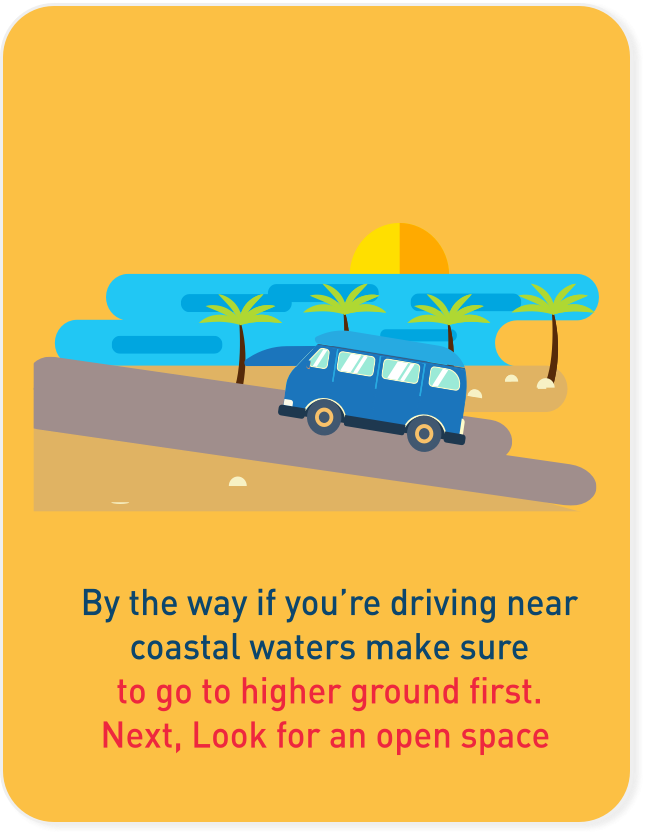 By the way if you’re driving near
coastal waters make sure
to go to higher ground first.
Next, Look for an open space